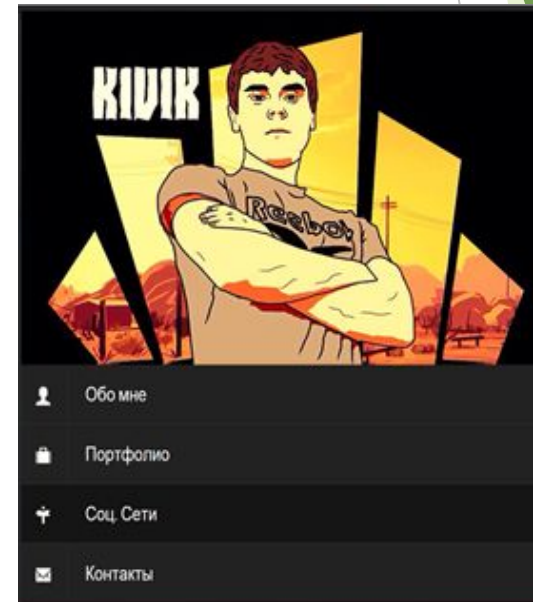 KIVIK
Reebok
Обо мне
Портфолио
Соц. Сети
Контакты